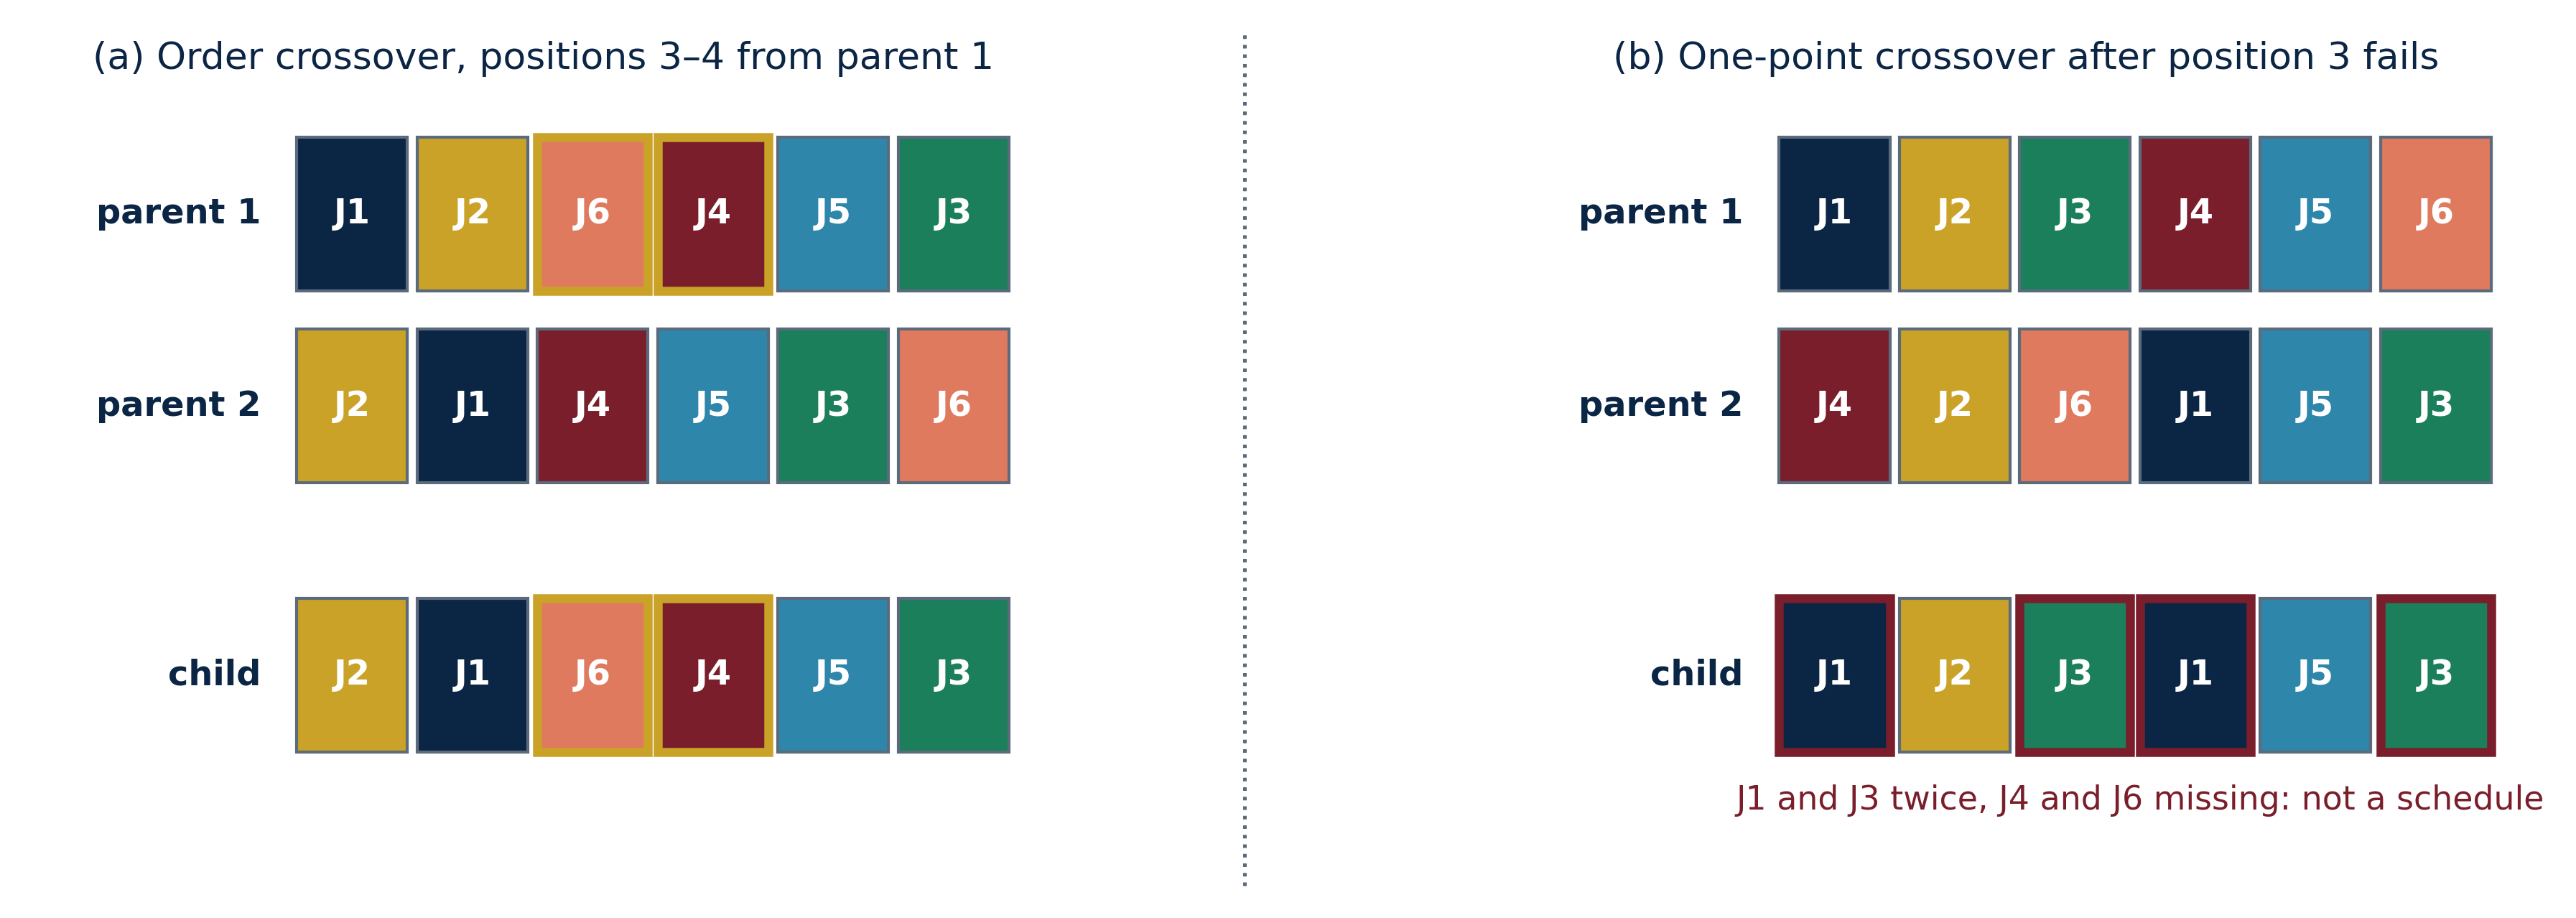 (a) Order crossover, positions 3–4 from parent 1
parent 1 J1 J2 J6 J4 J5 J3
parent 2 J2 J1 J4 J5 J3 J6
child J2 J1 J6 J4 J5 J3
(b) One-point crossover after position 3 fails
parent 1 J1 J2 J3 J4 J5 J6
parent 2 J4 J2 J6 J1 J5 J3
child J1 J2 J3 J1 J5 J3
J1 and J3 twice, J4 and J6 missing: not a schedule